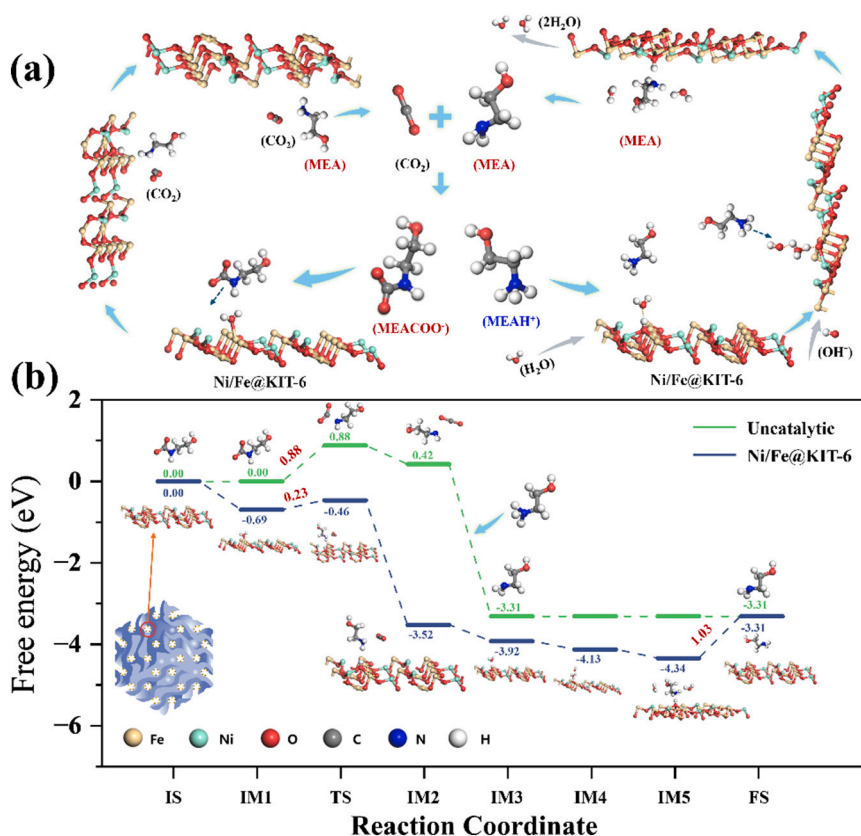 (a)
(2H₂O)
(CO₂)
(MEA)
(CO₂)
(MEA)
(MEA)
(CO₂)
(MEACOO⁻)
(MEAH⁺)
(H₂O)
(OH⁻)
Ni/Fe@KIT-6
Ni/Fe@KIT-6
(b)
Free energy (eV)
2
0
−2
−4
−6
Uncatalytic
Ni/Fe@KIT-6
0.00
0.00
0.00
-0.69
0.88
0.23
0.88
-0.46
0.42
-3.52
-3.31
-3.92
-4.13
-4.34
1.03
-3.31
-3.31
Fe
Ni
O
C
N
H
IS
IM1
TS
IM2
IM3
IM4
IM5
FS
Reaction Coordinate